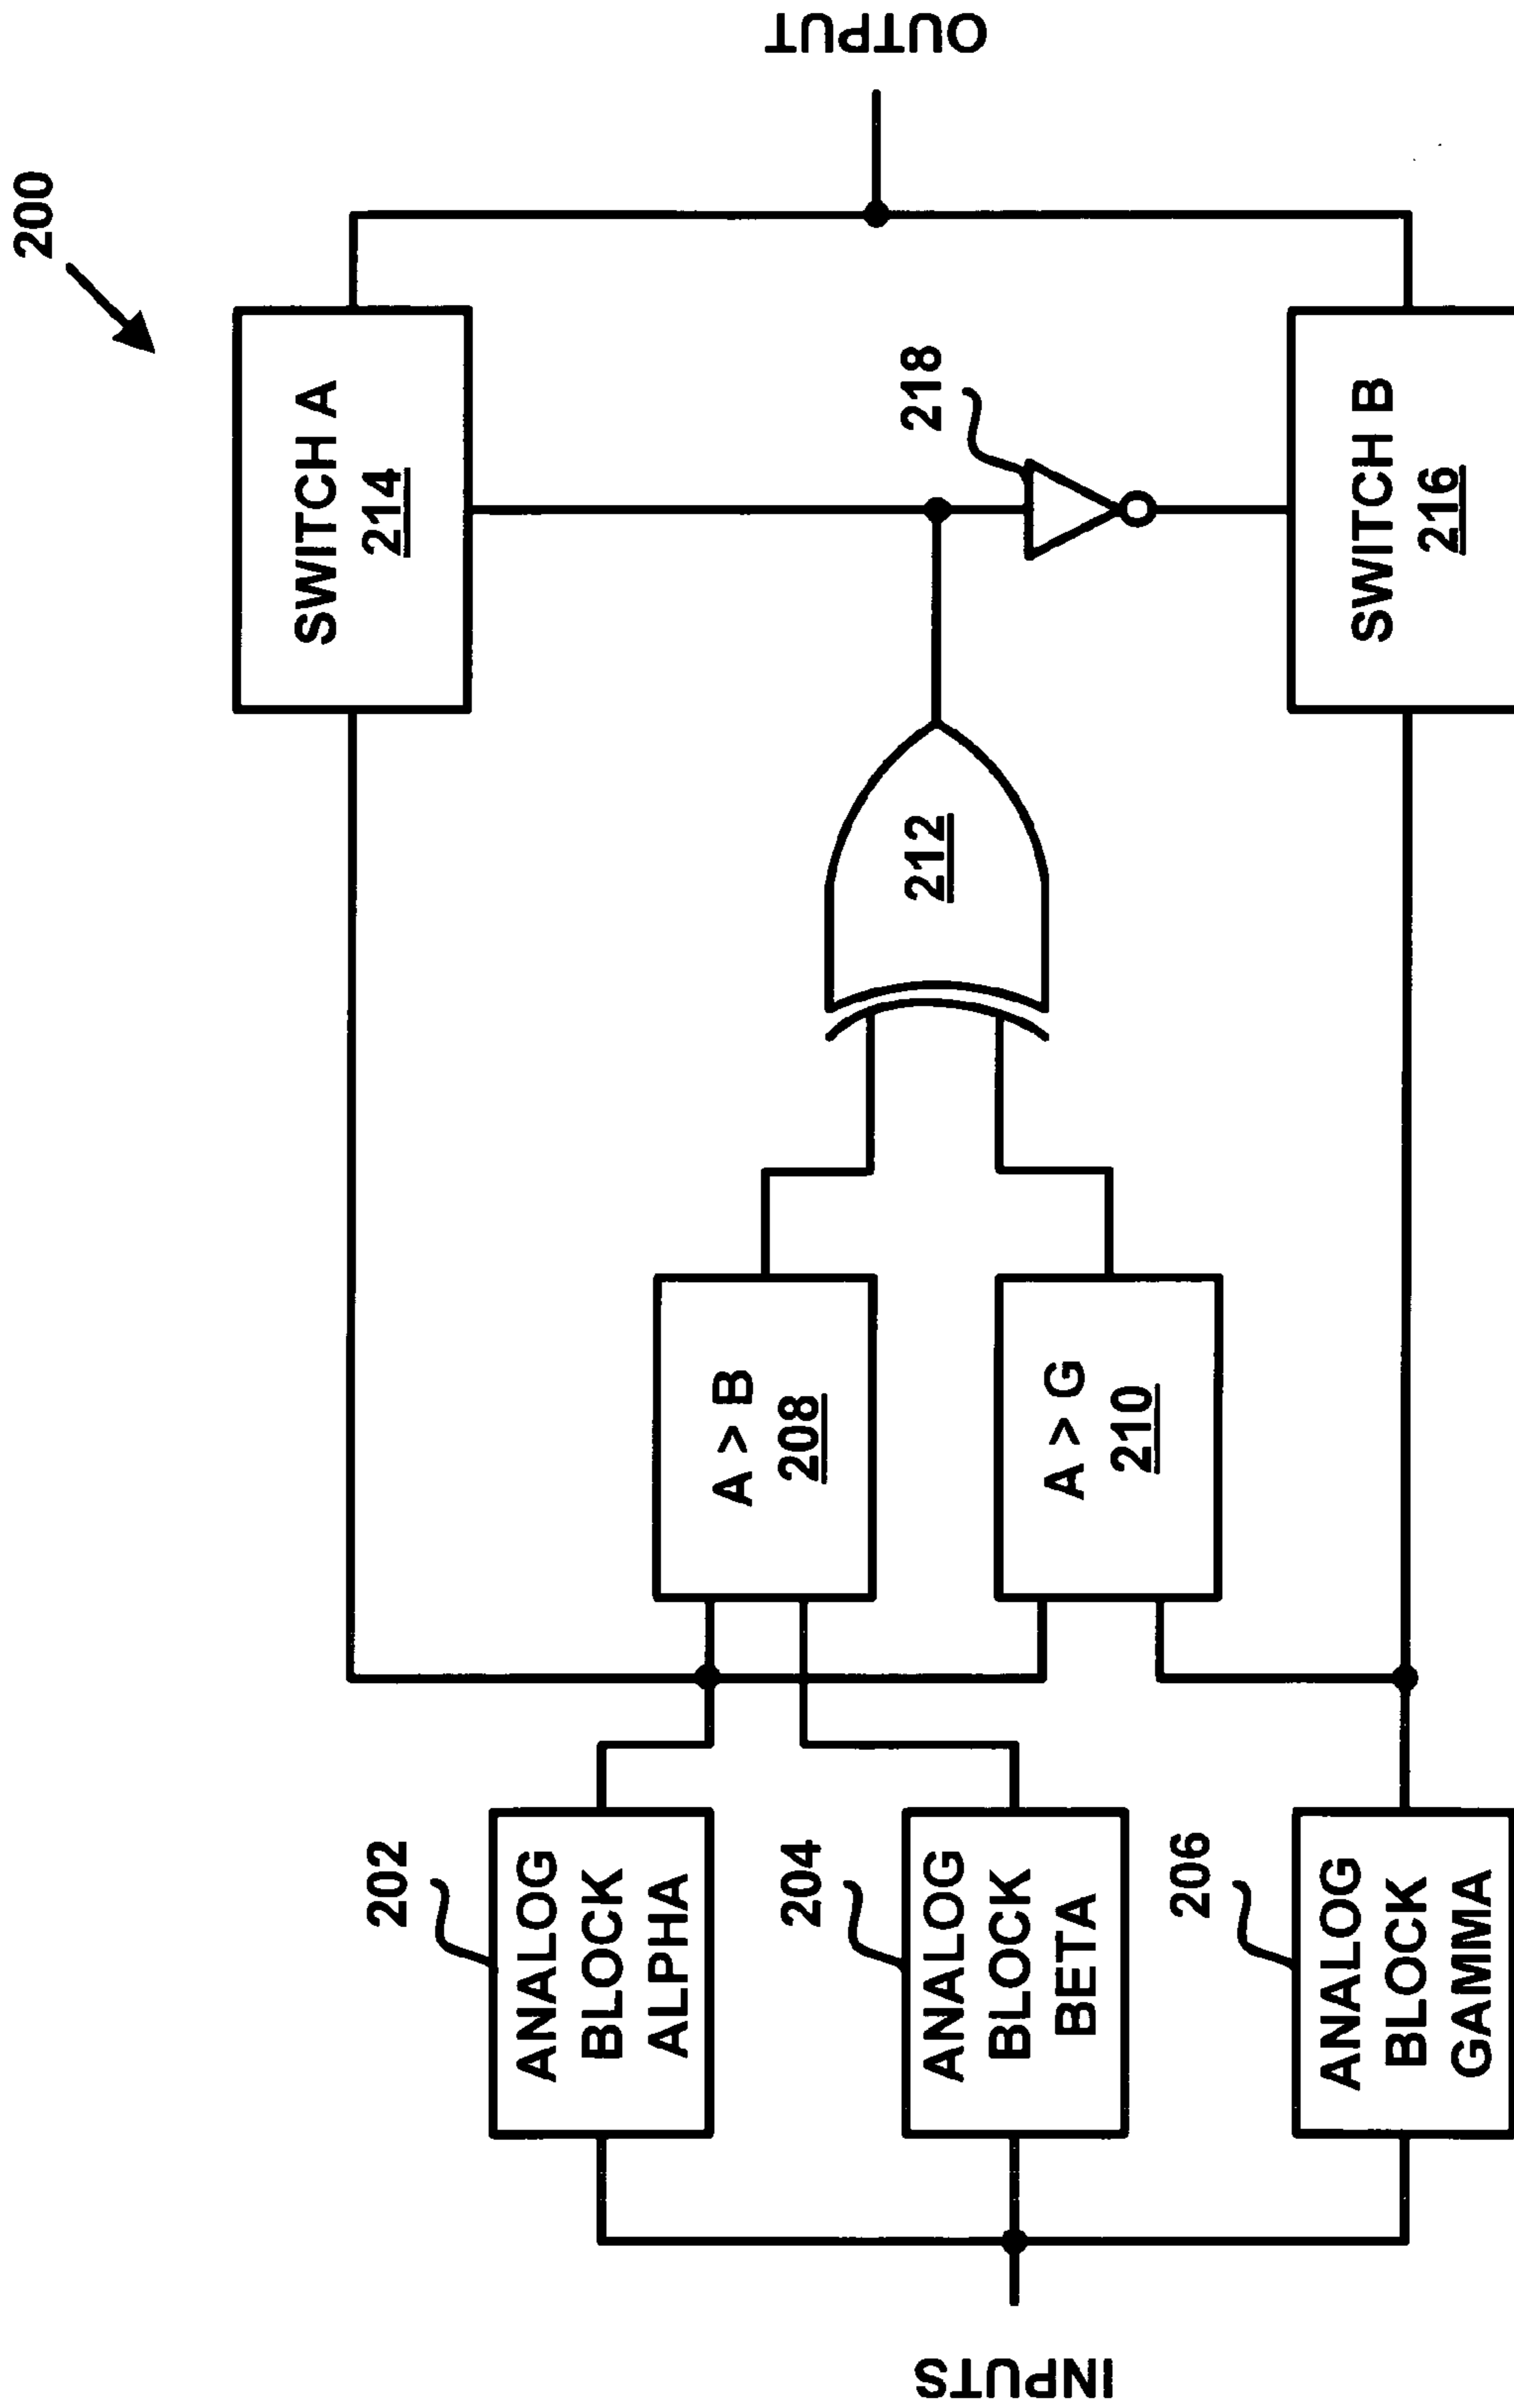 200
INPUTS
202
ANALOG
BLOCK
ALPHA
204
ANALOG
BLOCK
BETA
206
ANALOG
BLOCK
GAMMA
A > B
208
A > G
210
212
SWITCH A
214
218
SWITCH B
216
OUTPUT